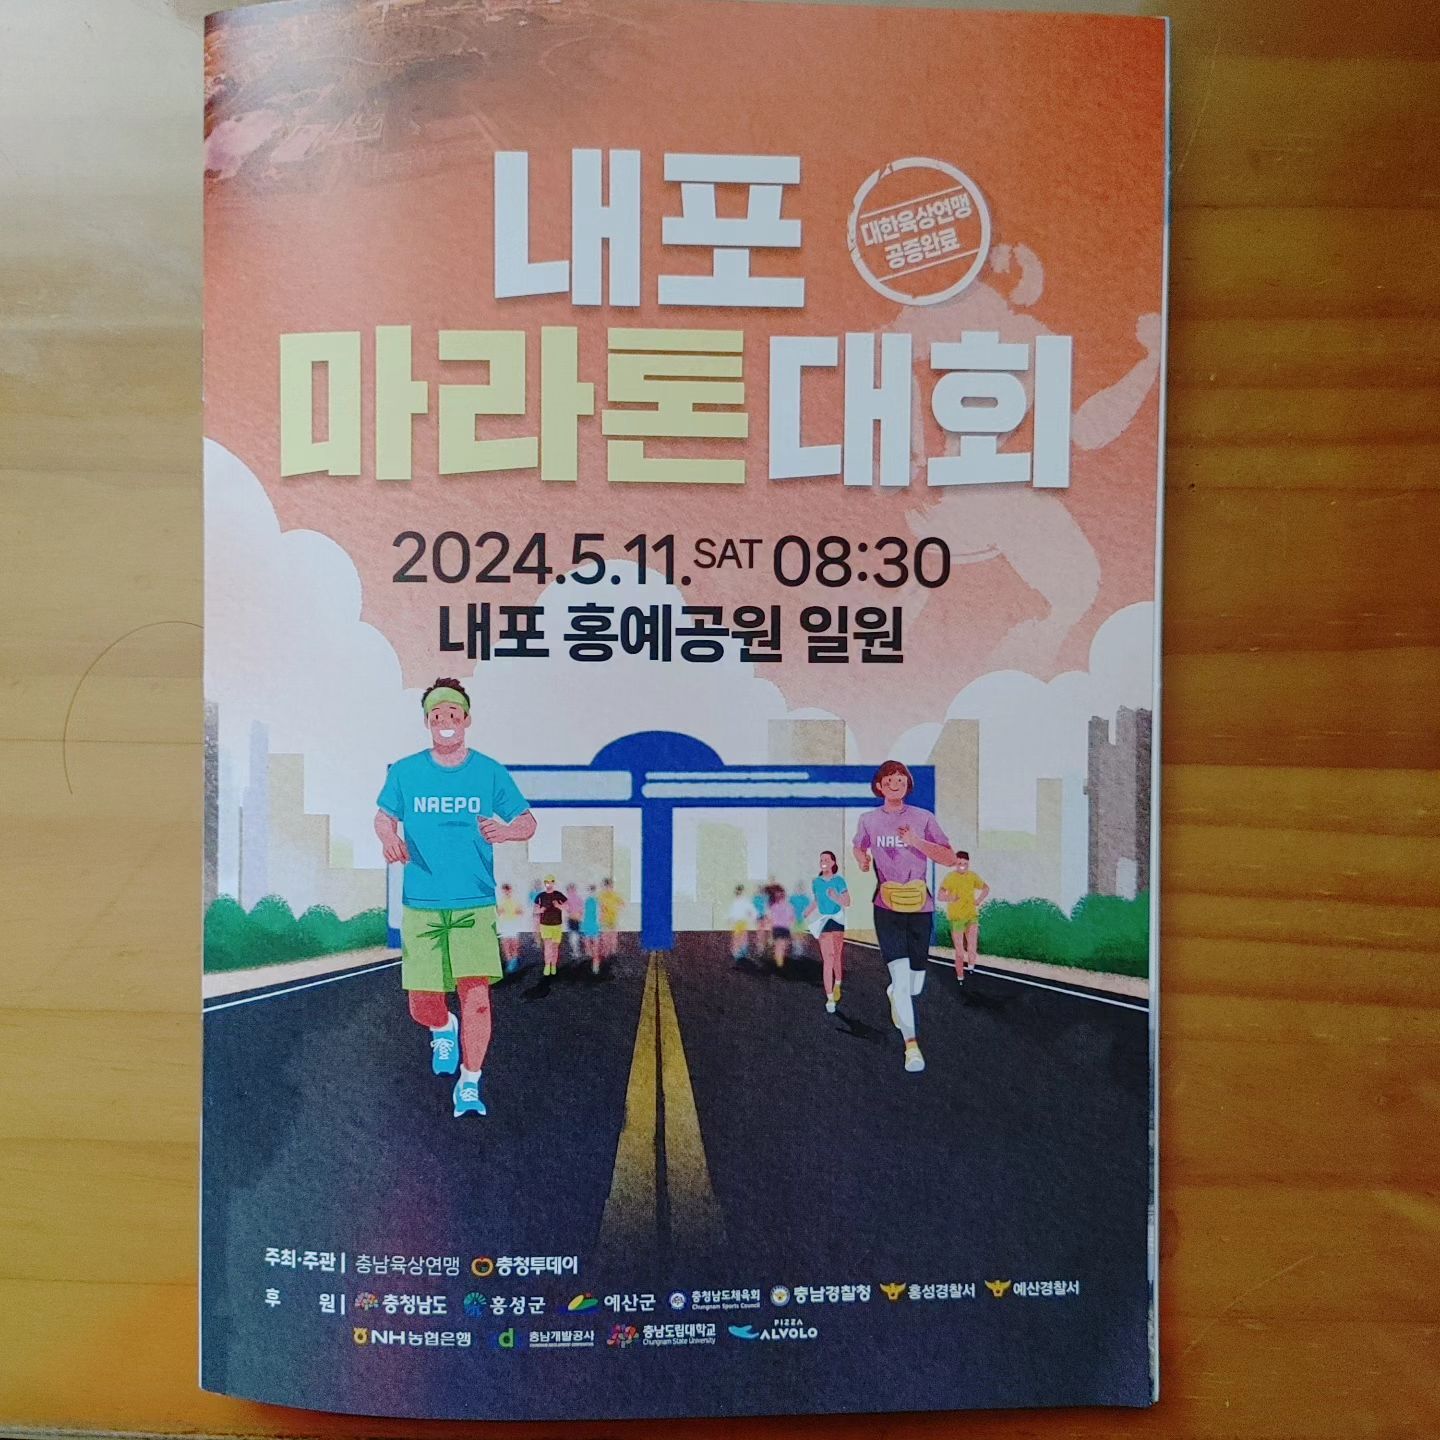 내포
대한육상연맹
공증완료
마라톤대회
2024.5.11.SAT 08:30
내포 홍예공원 일원
NAEPO
NAE
주최·주관 | 충남육상연맹 충청투데이
후 원 | 충청남도 홍성군 예산군 충청남도체육회 Chungnam Sports Council 충남경찰청 홍성경찰서 예산경찰서
NH농협은행 충남개발공사 충남도립대학교 Chungnam State University PIZZA ALVOLO